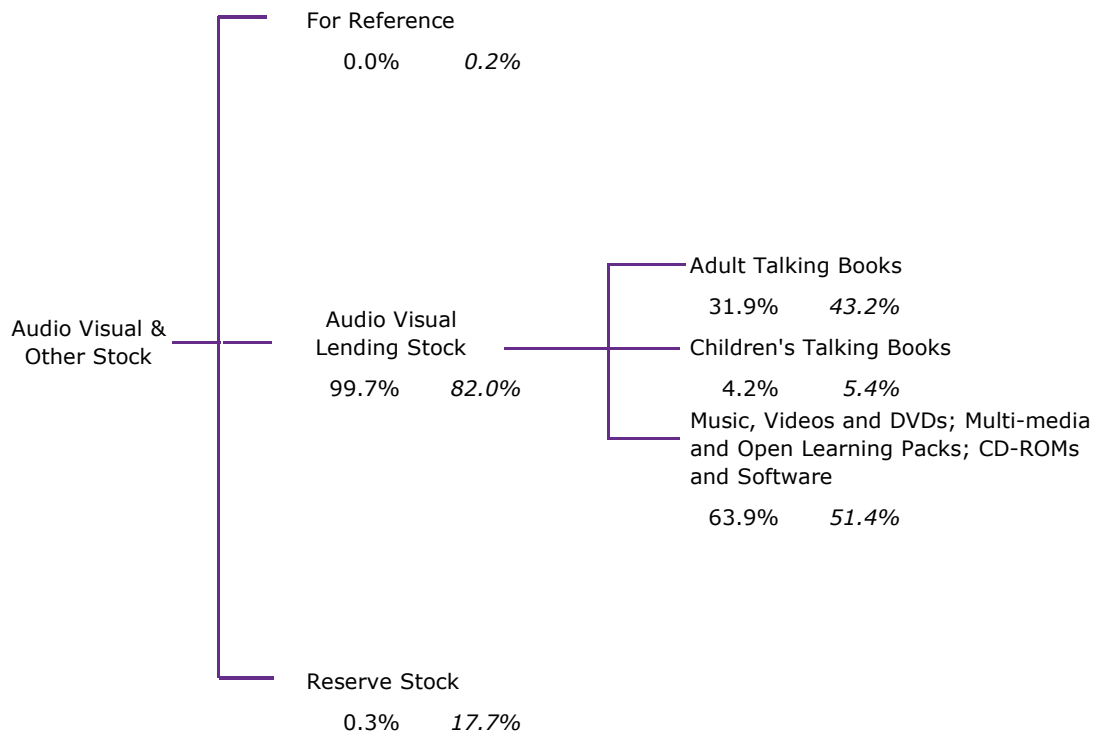 For Reference
0.0% 0.2%
Audio Visual &
Other Stock
Audio Visual
Lending Stock
99.7% 82.0%
Adult Talking Books
31.9% 43.2%
Children's Talking Books
4.2% 5.4%
Music, Videos and DVDs; Multi-media
and Open Learning Packs; CD-ROMs
and Software
63.9% 51.4%
Reserve Stock
0.3% 17.7%